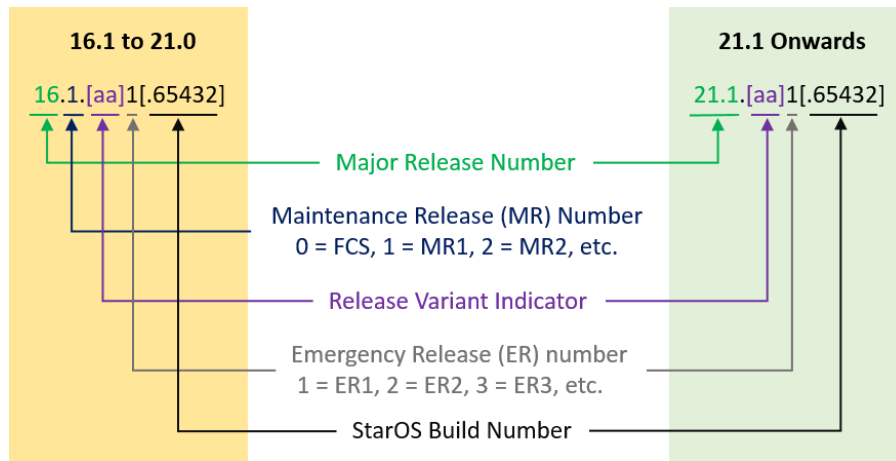 16.1 to 21.0
21.1 Onwards
16.1.[aa]1[.65432]
21.1.[aa]1[.65432]
Major Release Number
Maintenance Release (MR) Number
0 = FCS, 1 = MR1, 2 = MR2, etc.
Release Variant Indicator
Emergency Release (ER) number
1 = ER1, 2 = ER2, 3 = ER3, etc.
StarOS Build Number